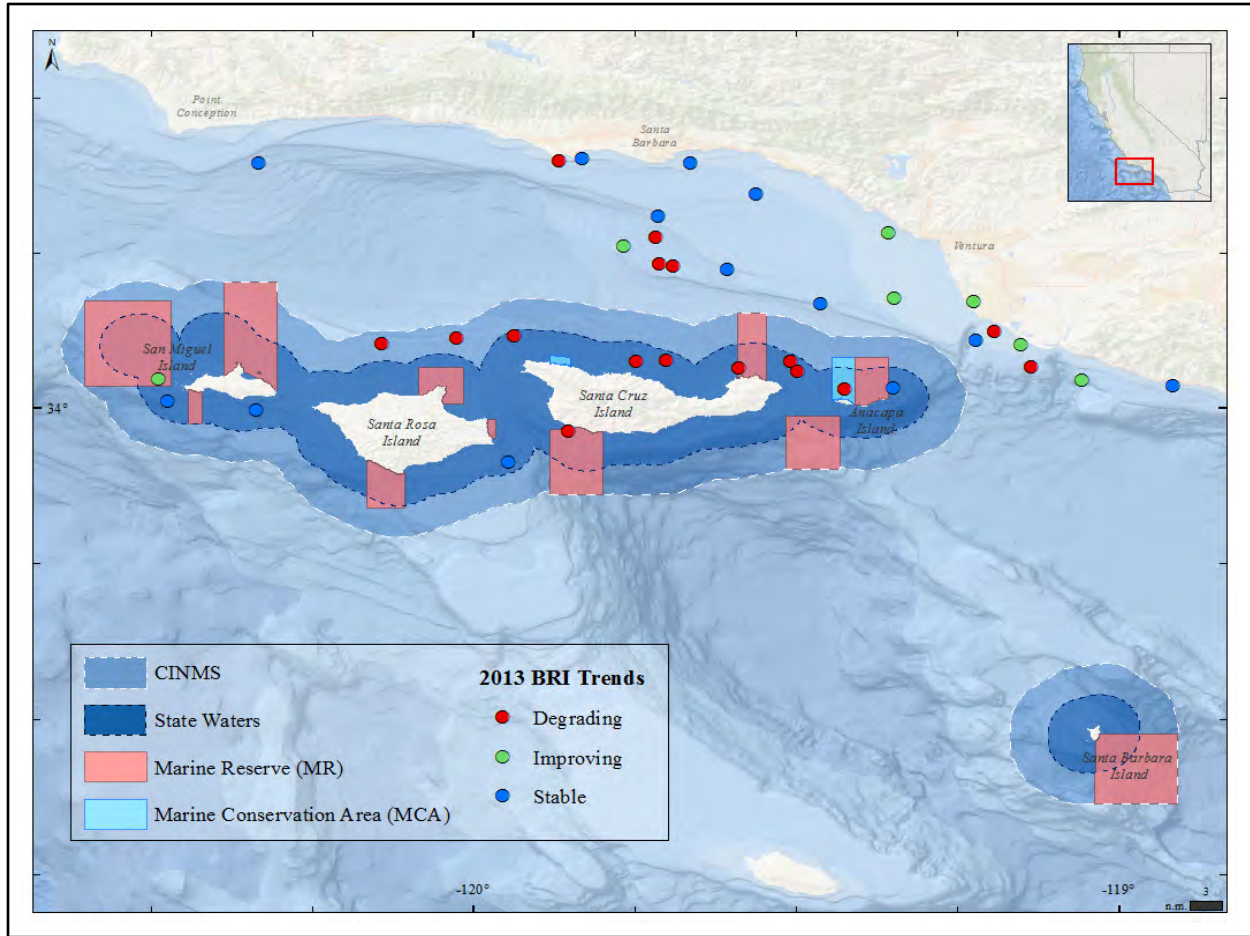 N
Point
Conception
Santa
Barbara
Ventura
San Miguel
Island
34°
Santa Rosa
Island
Santa Cruz
Island
Anacapa
Island
Santa Barbara
Island
CINMS
State Waters
Marine Reserve (MR)
Marine Conservation Area (MCA)
2013 BRI Trends
Degrading
Improving
Stable
-120°
-119°
3
n.m.